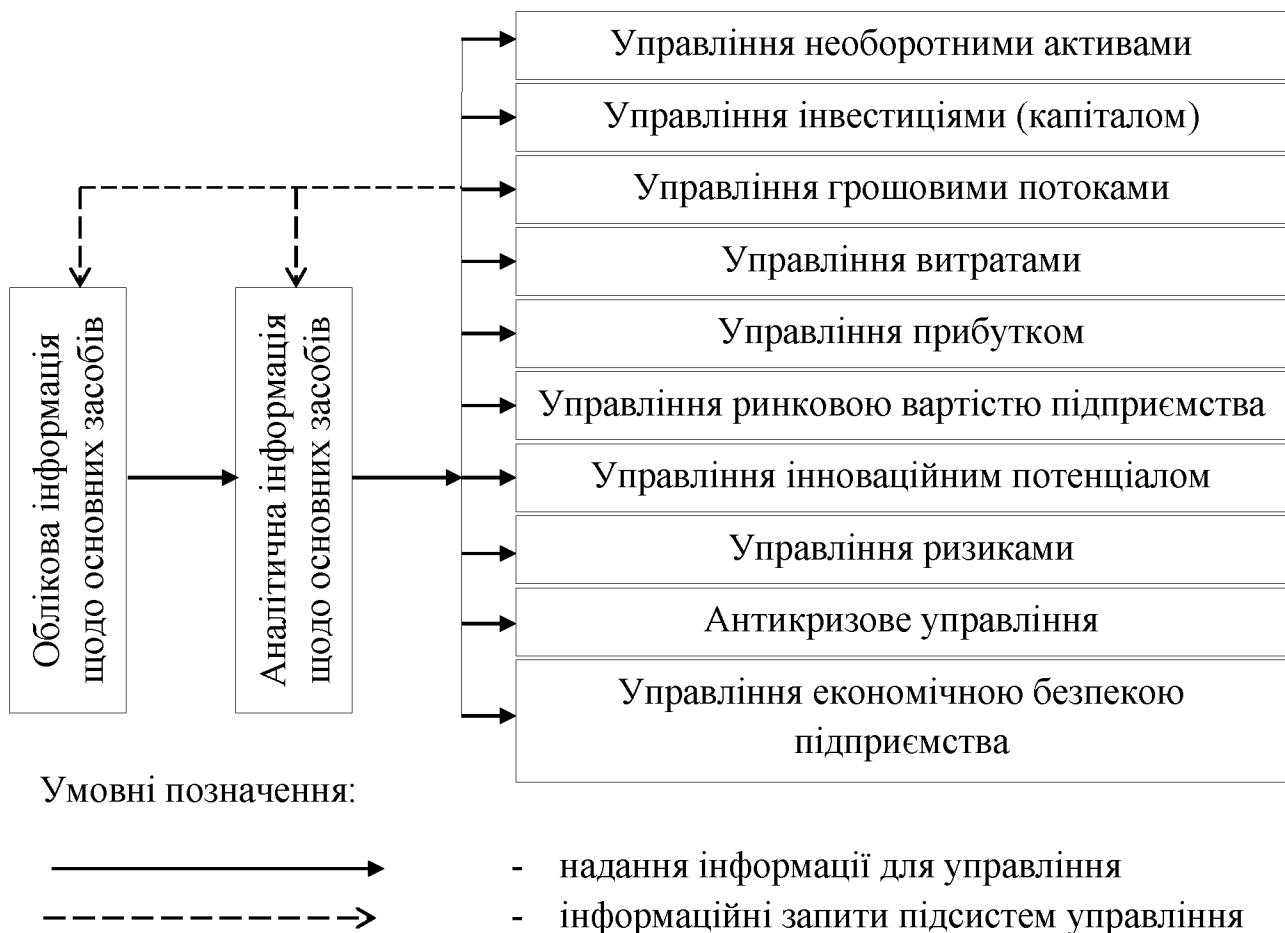 Управління необоротними активами
Управління інвестиціями (капіталом)
Управління грошовими потоками
Управління витратами
Управління прибутком
Управління ринковою вартістю підприємства
Управління інноваційним потенціалом
Управління ризиками
Антикризове управління
Управління економічною безпекою
підприємства
Облікова інформація
щодо основних засобів
Аналітична інформація
щодо основних засобів
Умовні позначення:
- надання інформації для управління
- інформаційні запити підсистем управління